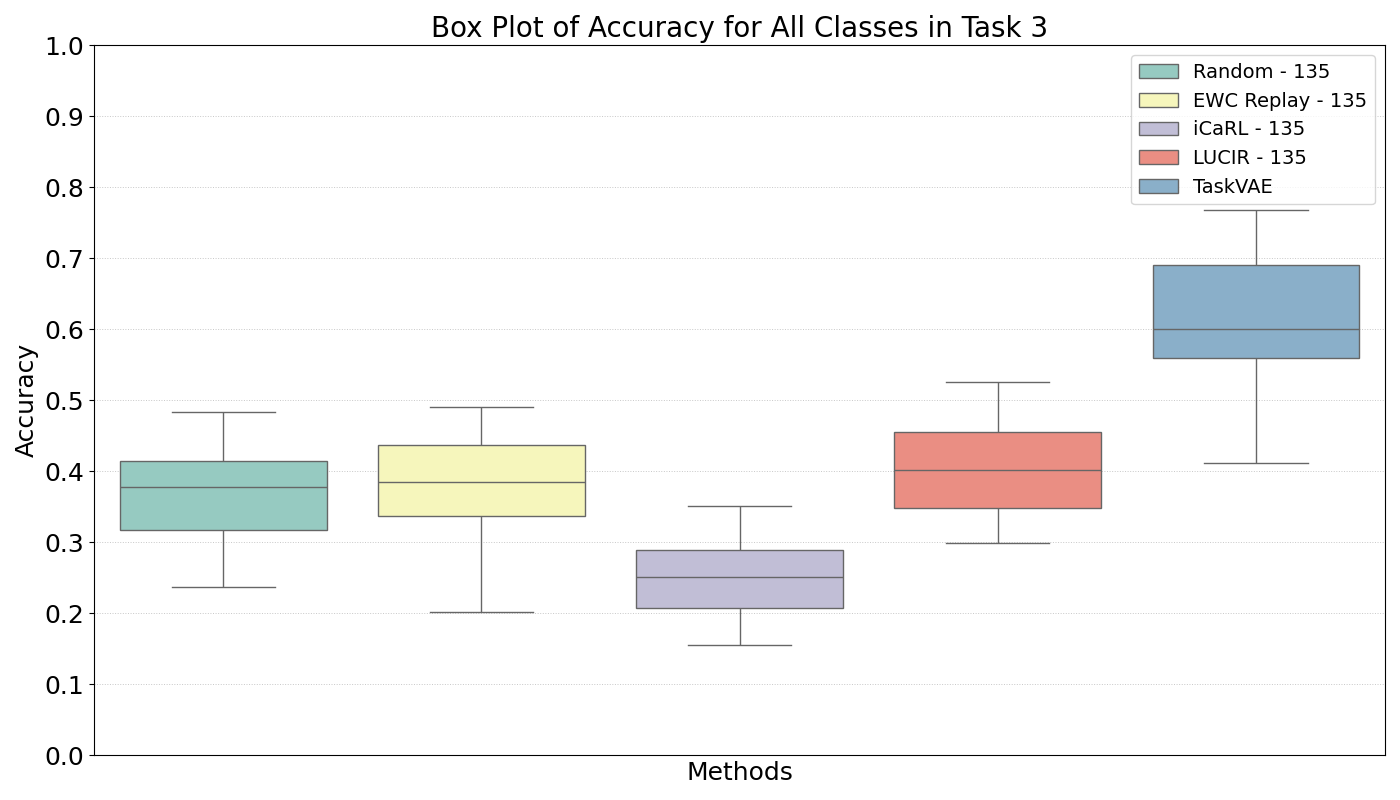 Box Plot of Accuracy for All Classes in Task 3
1.0
0.9
0.8
0.7
0.6
0.5
0.4
0.3
0.2
0.1
0.0
Accuracy
Methods
Random - 135
EWC Replay - 135
iCaRL - 135
LUCIR - 135
TaskVAE